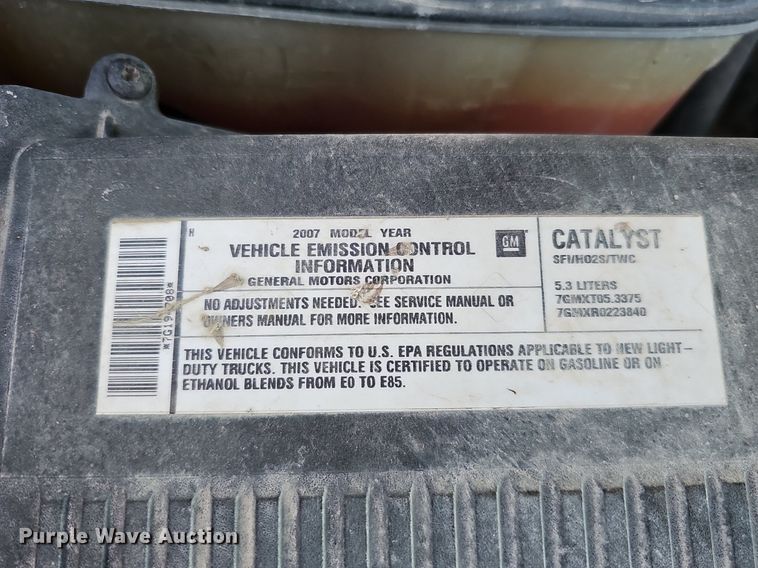 H
2007 MODEL YEAR
VEHICLE EMISSION CONTROL
INFORMATION
GENERAL MOTORS CORPORATION
GM
NO ADJUSTMENTS NEEDED. SEE SERVICE MANUAL OR
OWNERS MANUAL FOR MORE INFORMATION.
CATALYST
SFI/HO2S/TWC
5.3 LITERS
7GMXT05.3375
7GMXR0223840
THIS VEHICLE CONFORMS TO U.S. EPA REGULATIONS APPLICABLE TO NEW LIGHT-
DUTY TRUCKS. THIS VEHICLE IS CERTIFIED TO OPERATE ON GASOLINE OR ON
ETHANOL BLENDS FROM E0 TO E85.
Purple Wave Auction